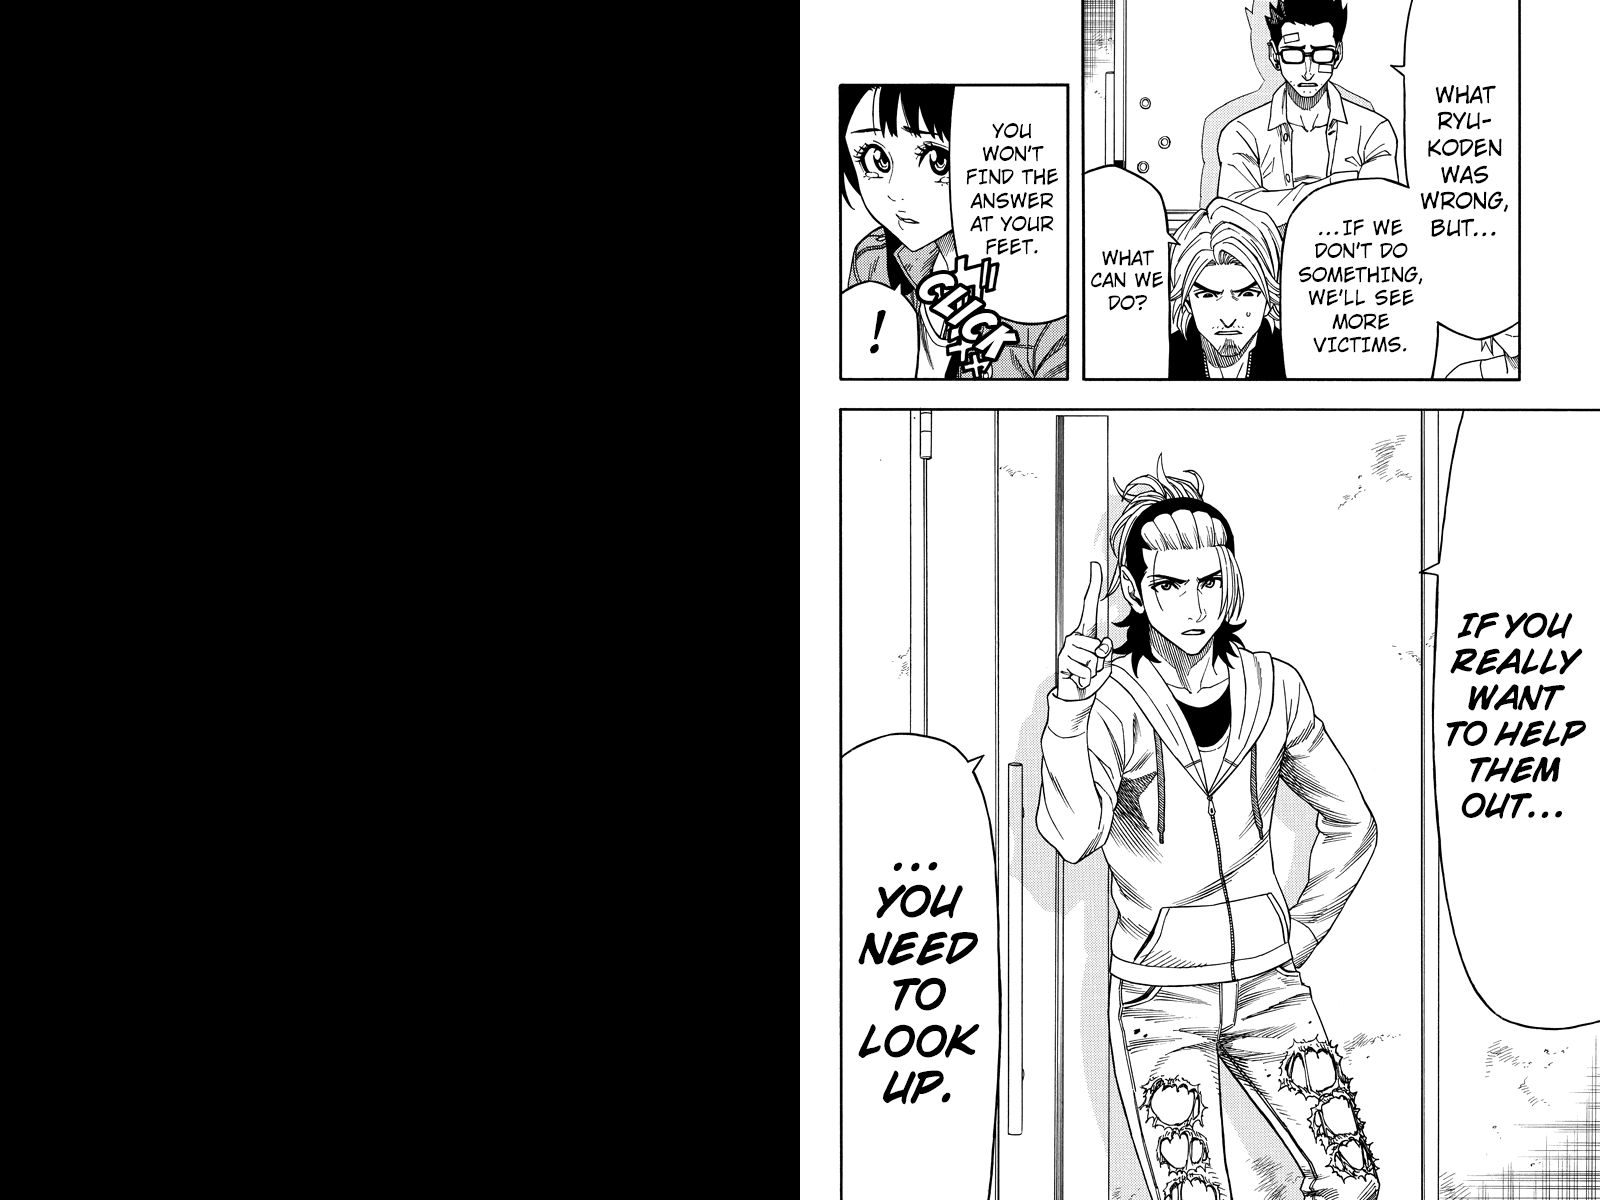 WHAT
RYU-
KODEN
WAS
WRONG,
BUT...
...IF WE
DON'T DO
SOMETHING,
WE'LL SEE
MORE
VICTIMS.
WHAT
CAN WE
DO?
YOU
WON'T
FIND THE
ANSWER
AT YOUR
FEET.
CLICK
!
IF YOU
REALLY
WANT
TO HELP
THEM
OUT...
...
YOU
NEED
TO
LOOK
UP.